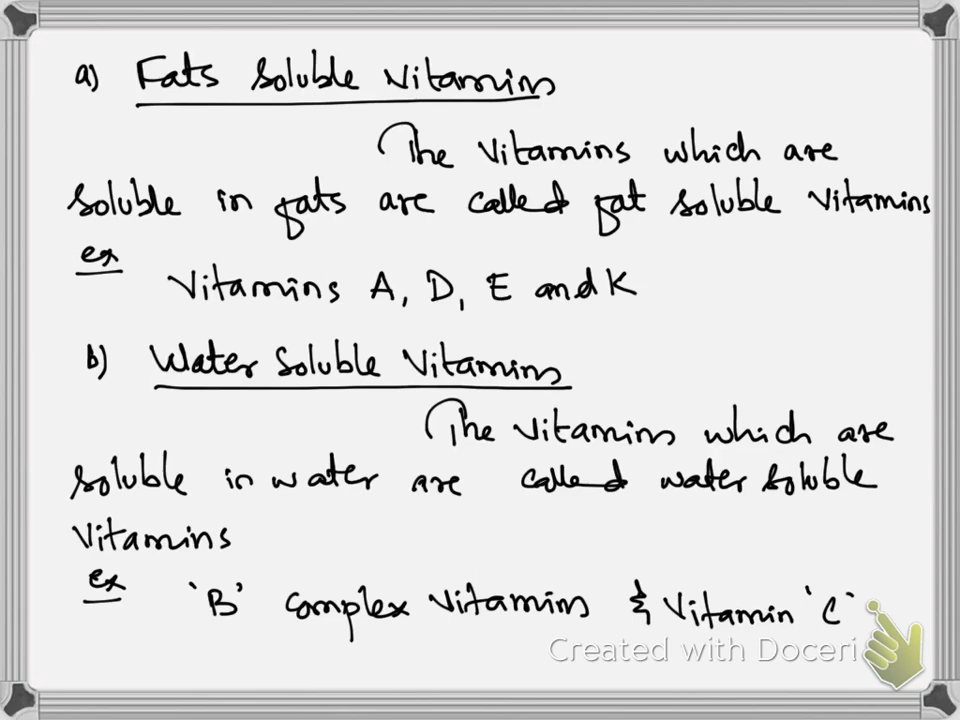 a) Fats Soluble Vitamins
The Vitamins which are
soluble in fats are called fat soluble Vitamins
ex
Vitamins A, D, E and K
b) Water Soluble Vitamins
The Vitamins which are
soluble in water are called water soluble
Vitamins
ex 'B' complex Vitamins & Vitamin 'C'
Created with Doceri